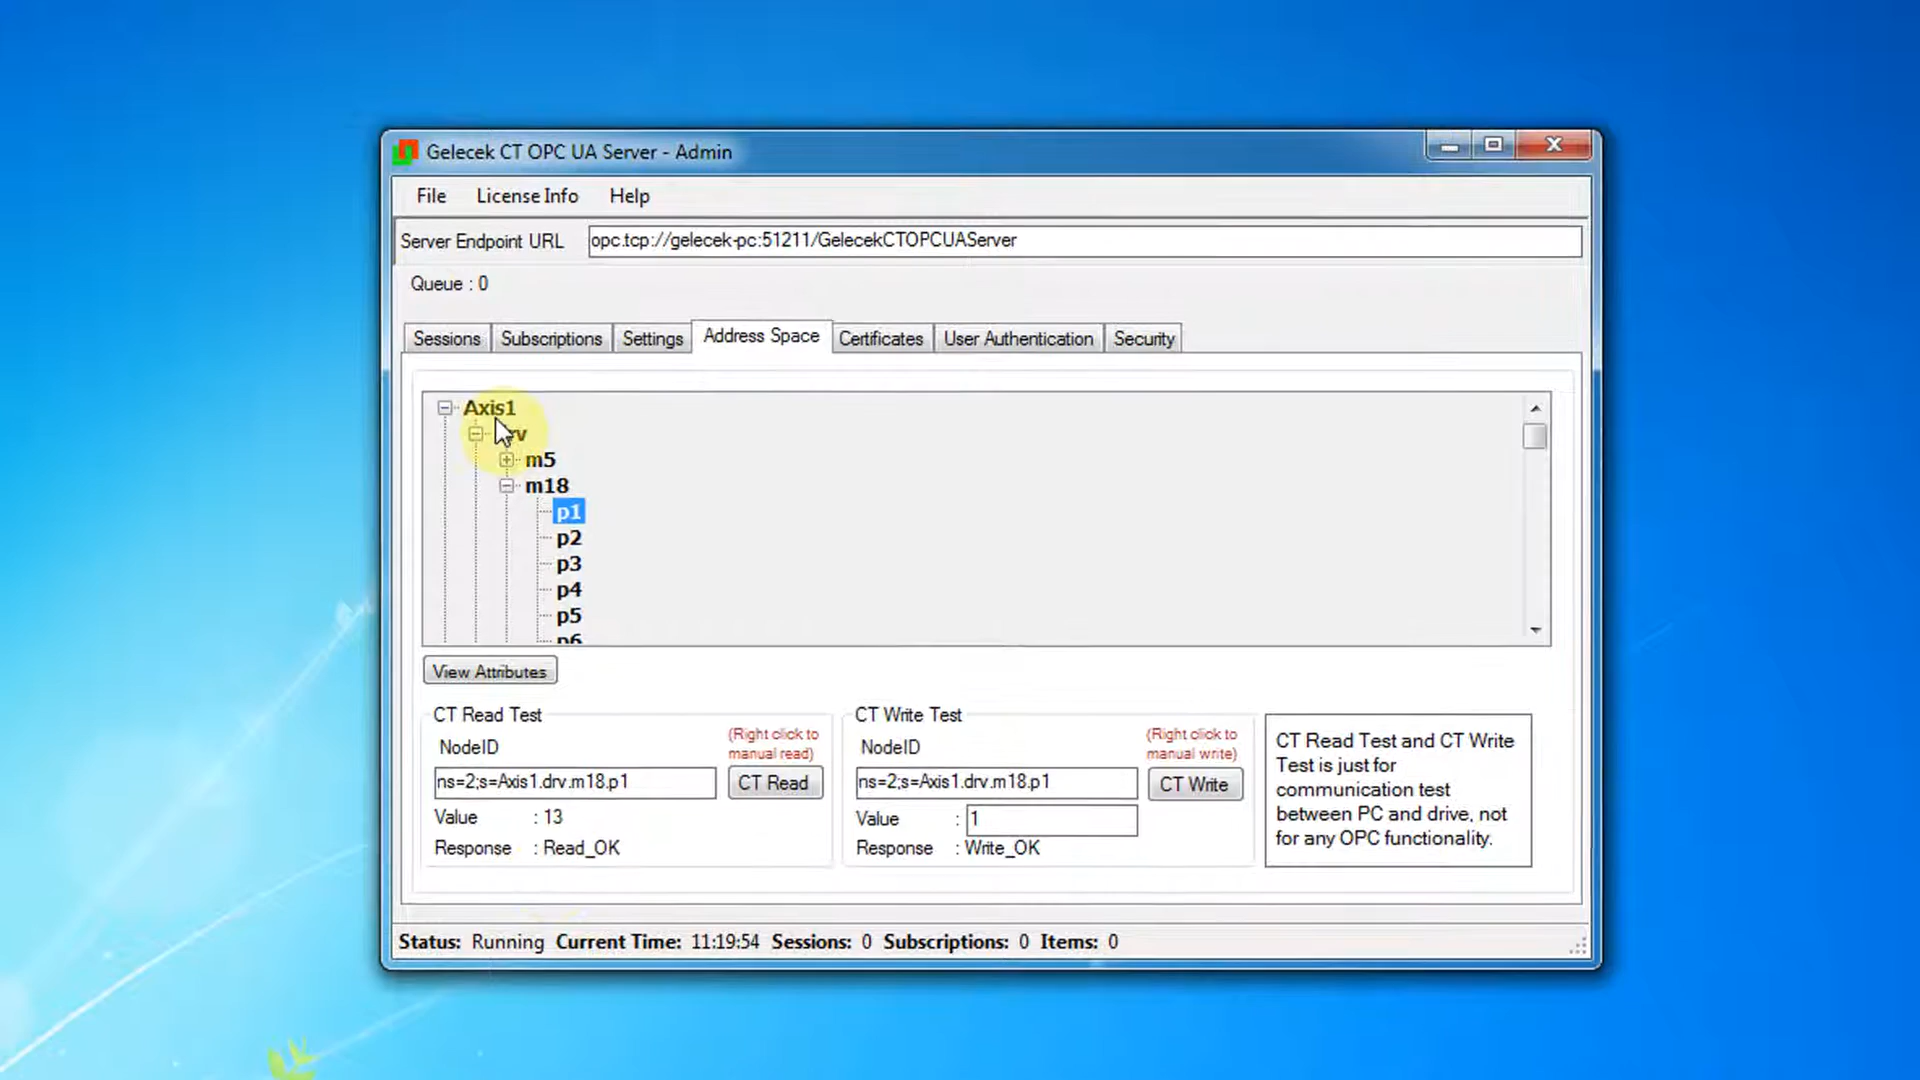 Gelecek CT OPC UA Server - Admin
File License Info Help
Server Endpoint URL opc.tcp://gelecek-pc:51211/GelecekCTOPCUAServer
Queue : 0
Sessions Subscriptions Settings Address Space Certificates User Authentication Security
Axis1
m5
m18
p1
p2
p3
p4
p5
p6
View Attributes
CT Read Test
NodeID
(Right click to
manual read)
ns=2;s=Axis1.drv.m18.p1 CT Read
Value : 13
Response : Read_OK
CT Write Test
NodeID
(Right click to
manual write)
ns=2;s=Axis1.drv.m18.p1 CT Write
Value : 1
Response : Write_OK
CT Read Test and CT Write
Test is just for
communication test
between PC and drive, not
for any OPC functionality.
Status: Running Current Time: 11:19:54 Sessions: 0 Subscriptions: 0 Items: 0